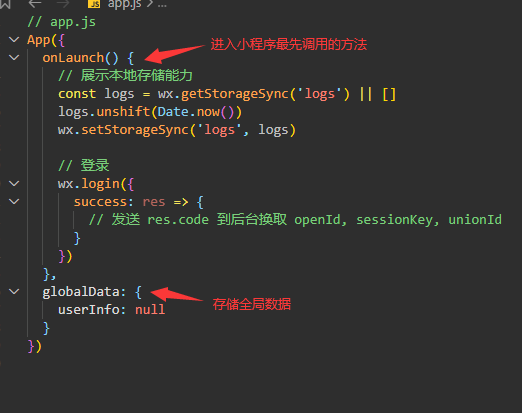 JS app.js > ...
// app.js
App({
onLaunch() {
进入小程序最先调用的方法
// 展示本地存储能力
const logs = wx.getStorageSync('logs') || []
logs.unshift(Date.now())
wx.setStorageSync('logs', logs)
// 登录
wx.login({
success: res => {
// 发送 res.code 到后台换取 openId, sessionKey, unionId
}
})
},
globalData: {
存储全局数据
userInfo: null
}
})